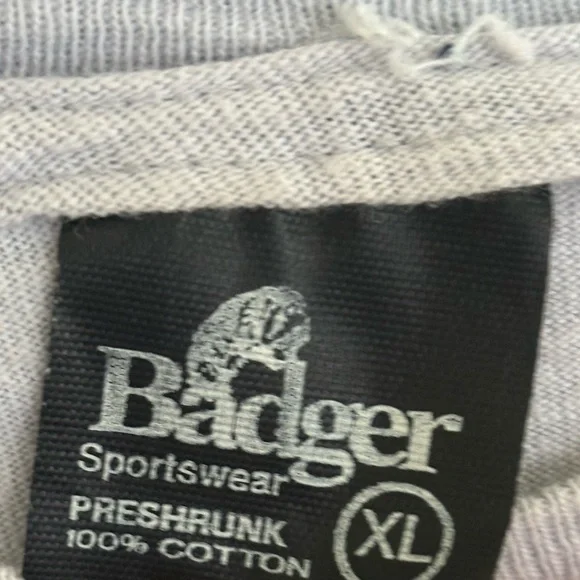 Badger
Sportswear
PRESHRUNK
100% COTTON
XL